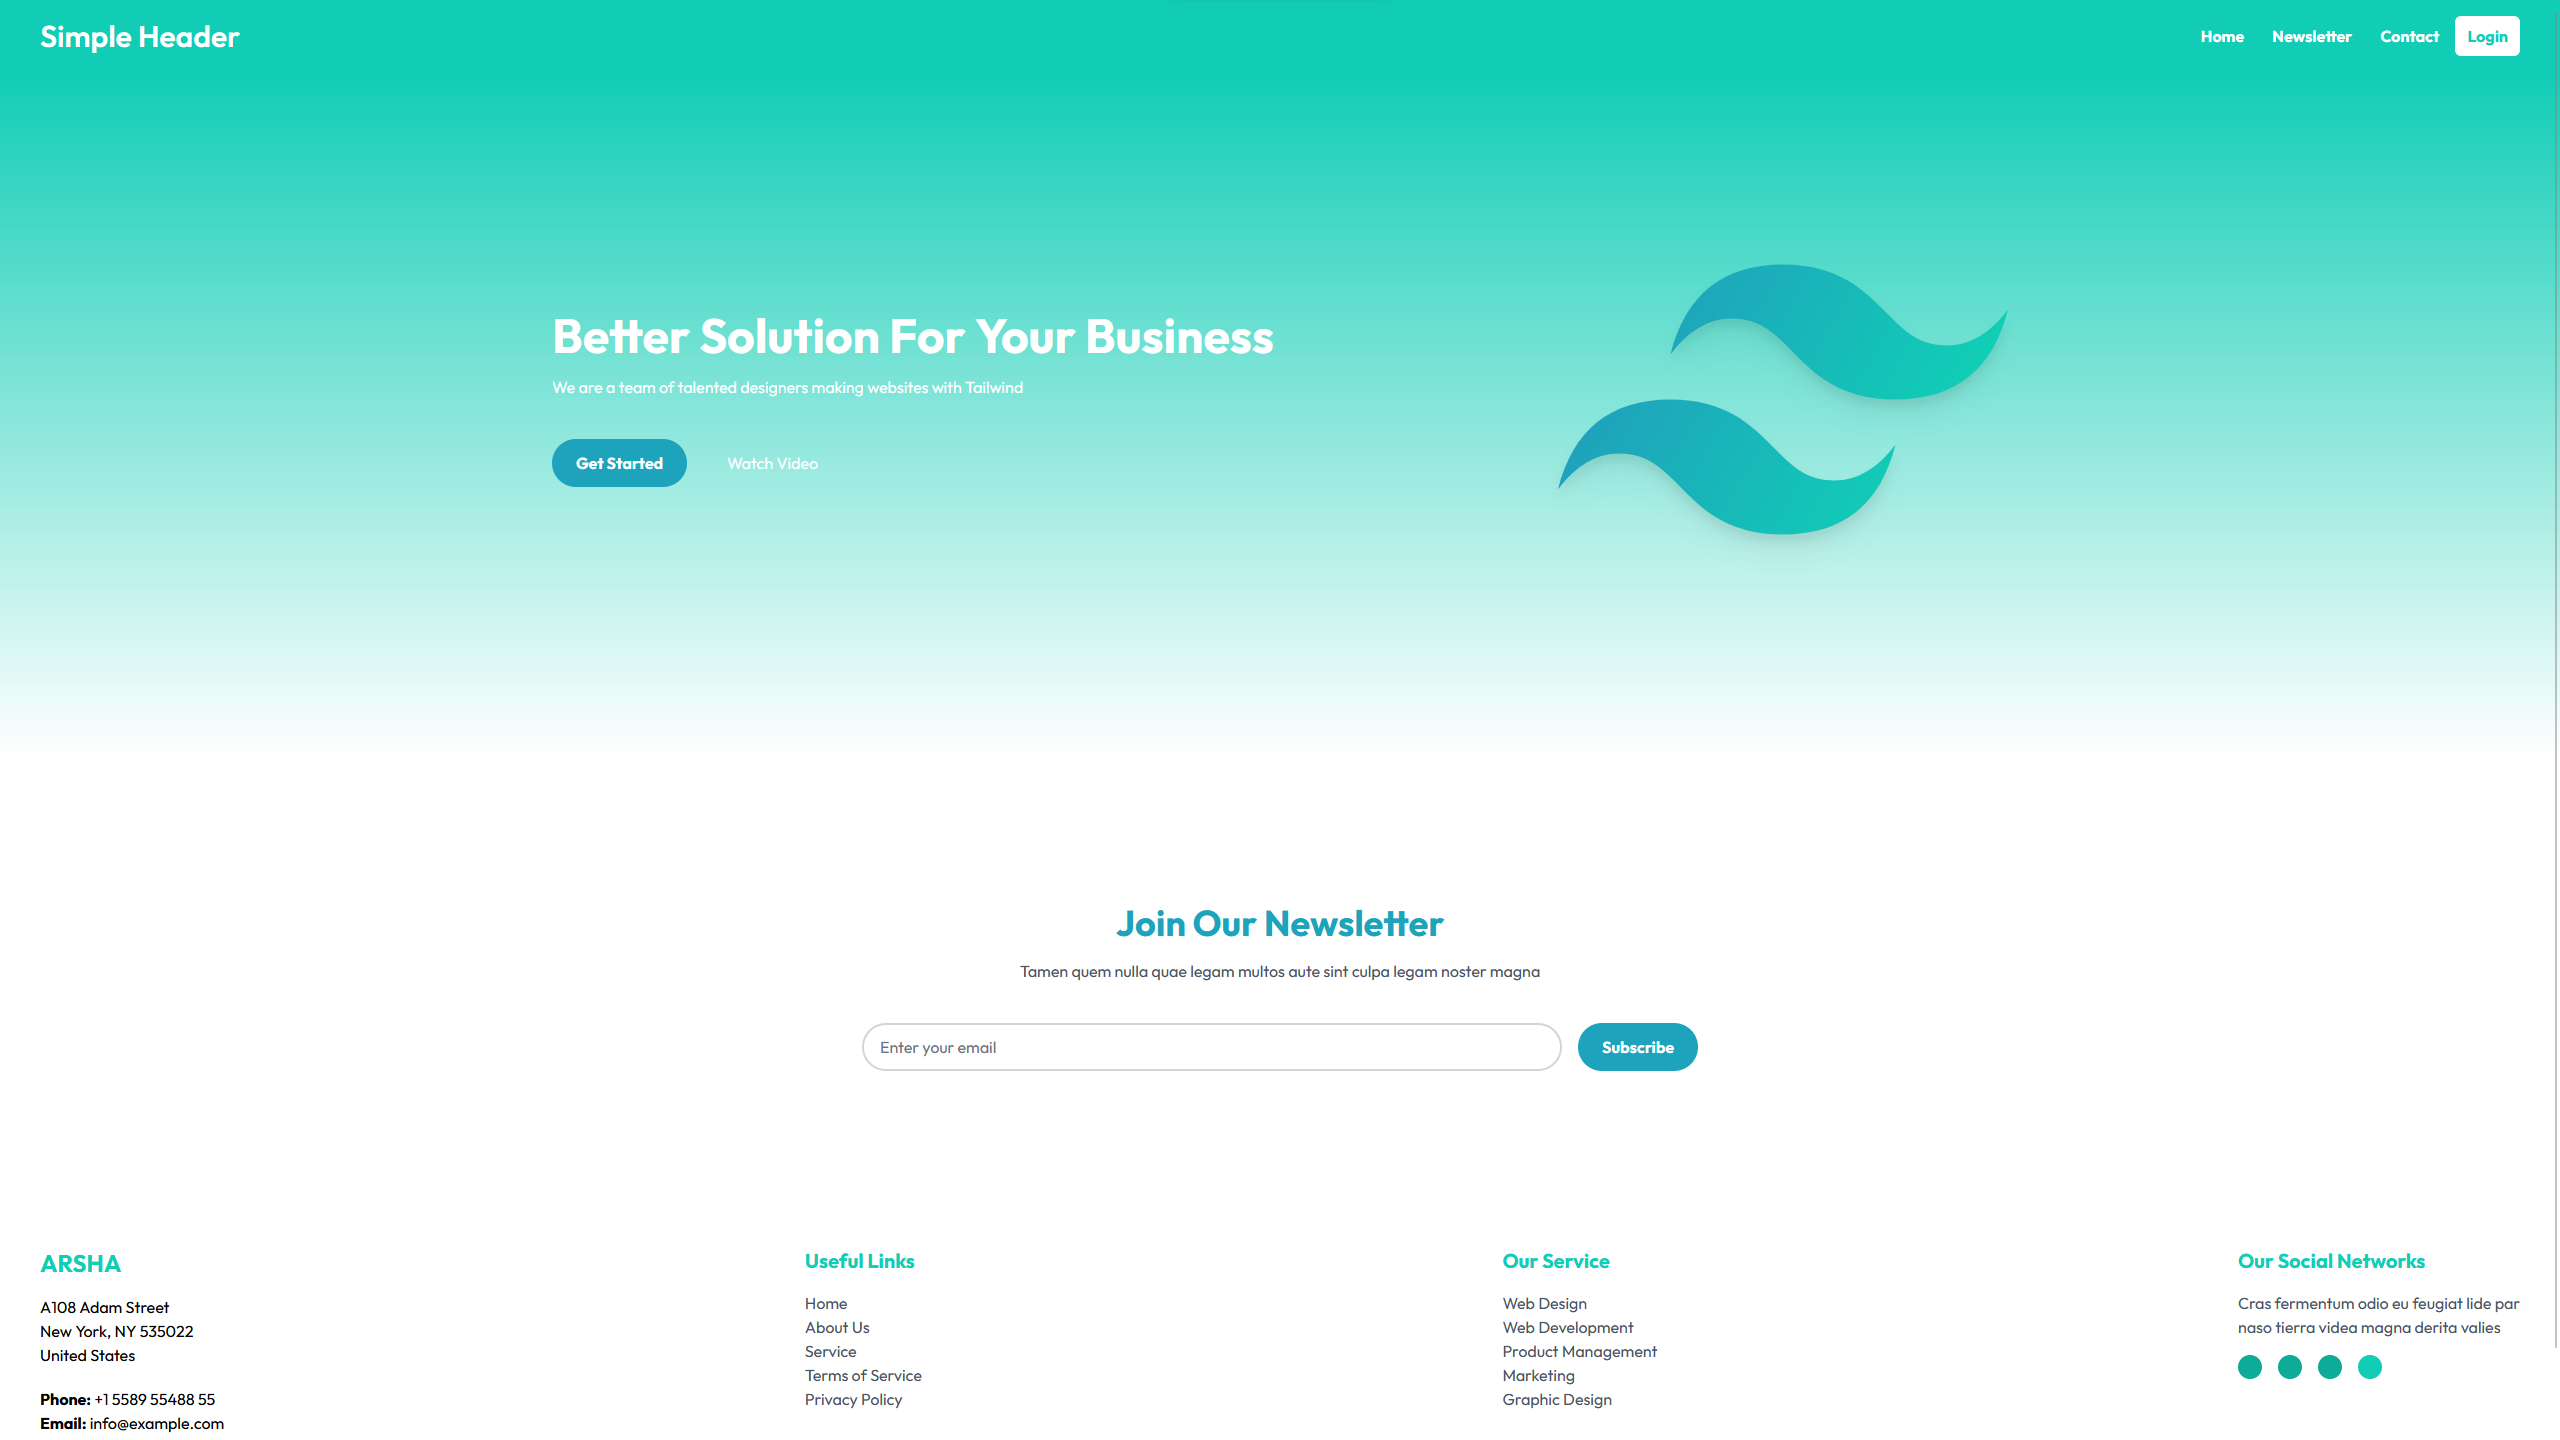 Simple Header
Home Newsletter Contact Login
Better Solution For Your Business
We are a team of talented designers making websites with Tailwind
Get Started Watch Video
Join Our Newsletter
Tamen quem nulla quae legam multos aute sint culpa legam noster magna
Enter your email Subscribe
ARSHA
A108 Adam Street
New York, NY 535022
United States
Phone: +1 5589 55488 55
Email: info@example.com
Useful Links
Home
About Us
Service
Terms of Service
Privacy Policy
Our Service
Web Design
Web Development
Product Management
Marketing
Graphic Design
Our Social Networks
Cras fermentum odio eu feugiat lide par
naso tierra videa magna derita valies